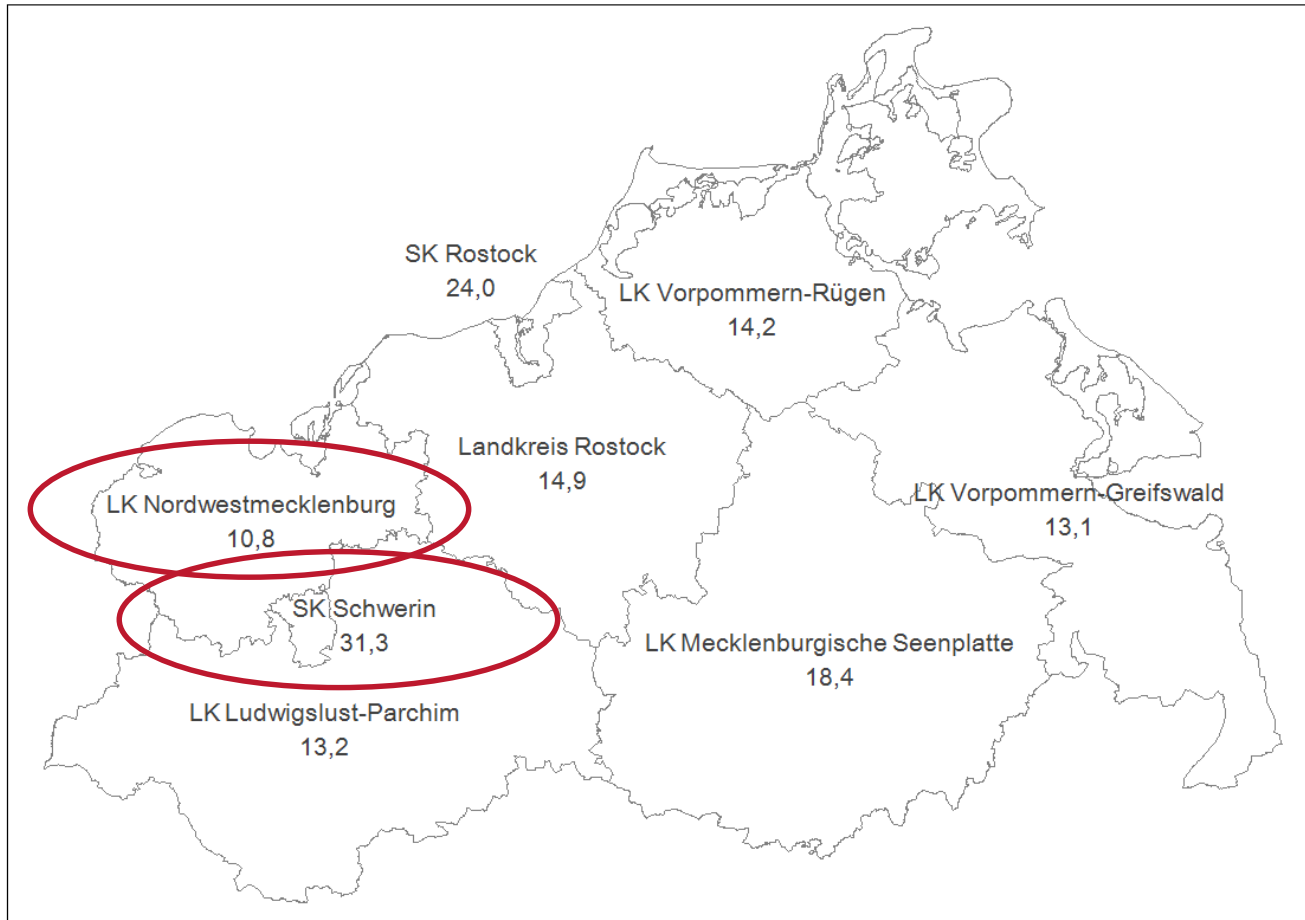 SK Rostock
24,0
LK Vorpommern-Rügen
14,2
Landkreis Rostock
14,9
LK Nordwestmecklenburg
10,8
LK Vorpommern-Greifswald
13,1
SK Schwerin
31,3
LK Mecklenburgische Seenplatte
18,4
LK Ludwigslust-Parchim
13,2